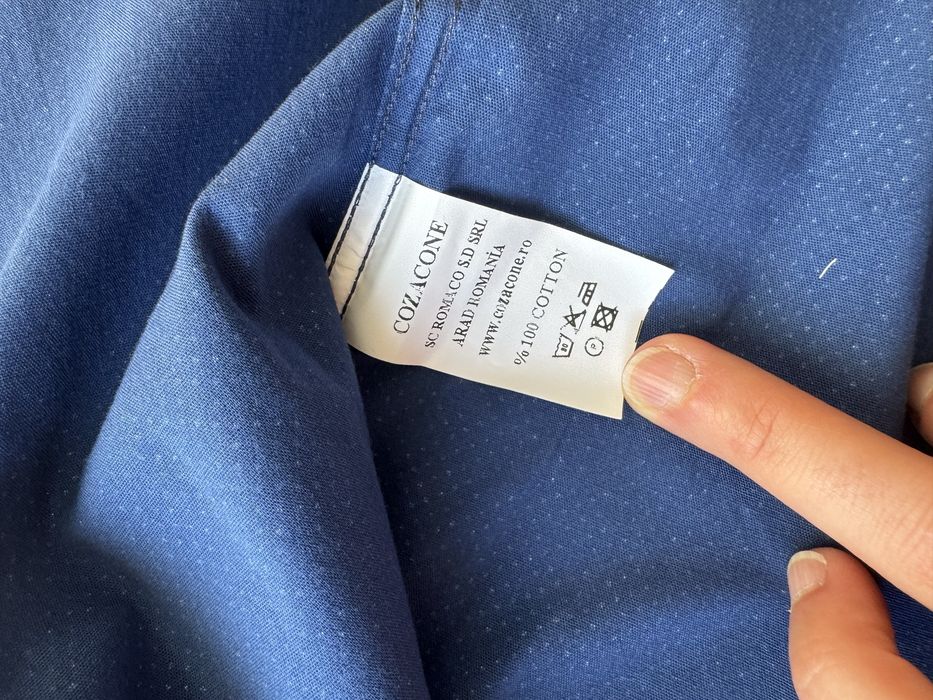 COZACONE
SC ROMACO S.D SRL
ARAD ROMANIA
www.cozacone.ro
% 100 COTTON
P